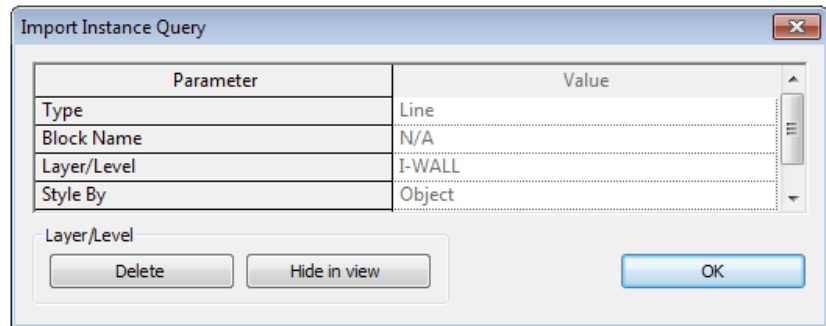 Import Instance Query
Parameter Value
Type Line
Block Name N/A
Layer/Level I-WALL
Style By Object
Layer/Level
Delete Hide in view OK